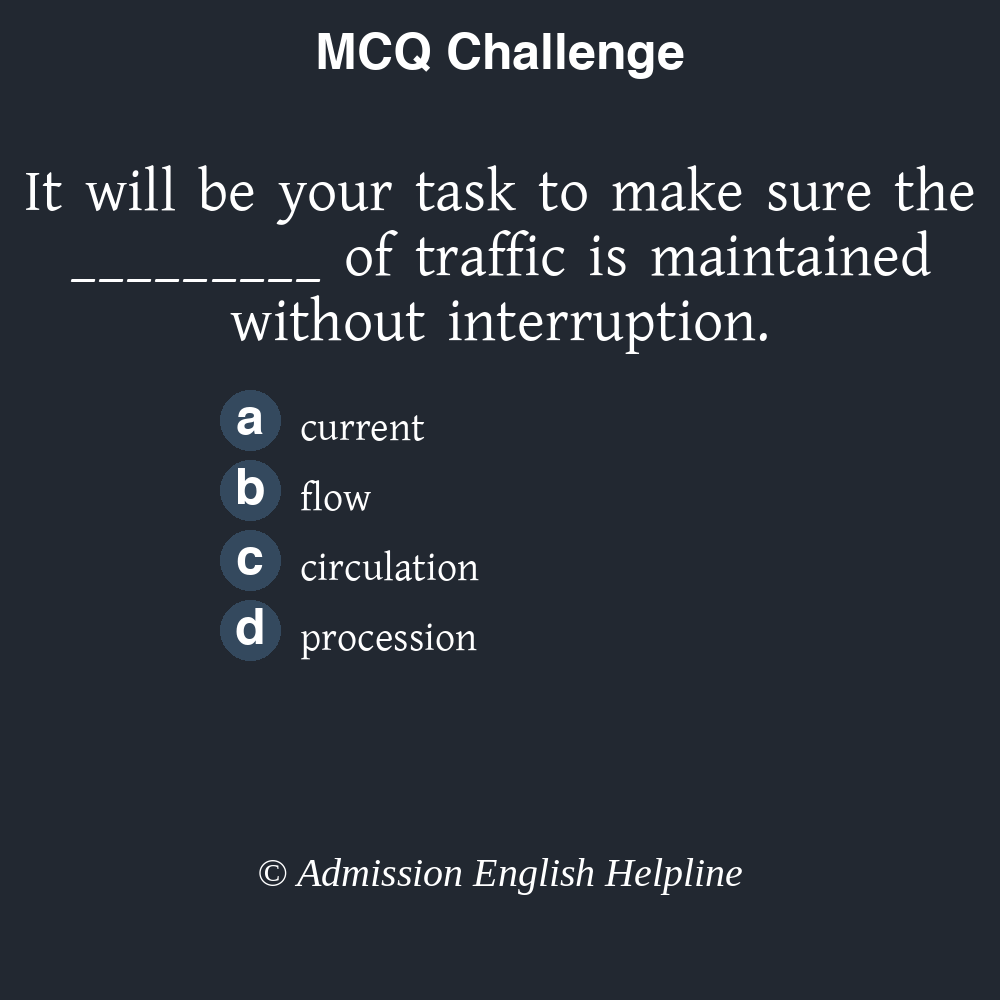 MCQ Challenge
It will be your task to make sure the
_________ of traffic is maintained
without interruption.
a current
b flow
c circulation
d procession
© Admission English Helpline